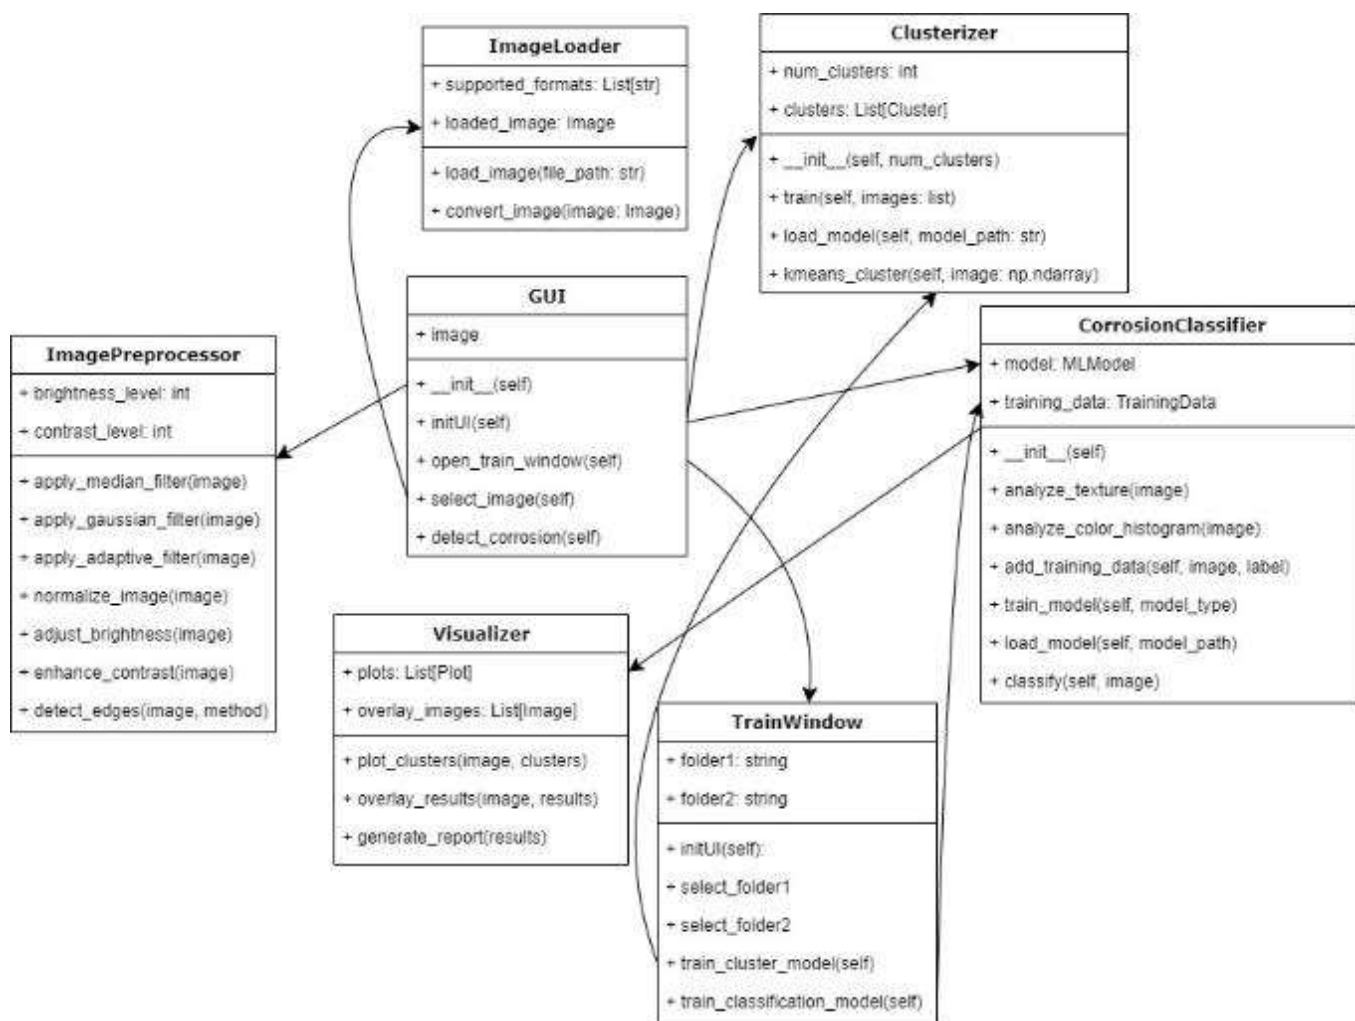 ImageLoader
+ supported_formats: List[str]
+ loaded_image: Image
+ load_image(file_path: str)
+ convert_image(image: Image)
Clusterizer
+ num_clusters: int
+ clusters: List[Cluster]
+ __init__(self, num_clusters)
+ train(self, images: list)
+ load_model(self, model_path: str)
+ kmeans_cluster(self, image: np.ndarray)
GUI
+ image
+ __init__(self)
+ initUI(self)
+ open_train_window(self)
+ select_image(self)
+ detect_corrosion(self)
ImagePreprocessor
+ brightness_level: int
+ contrast_level: int
+ apply_median_filter(image)
+ apply_gaussian_filter(image)
+ apply_adaptive_filter(image)
+ normalize_image(image)
+ adjust_brightness(image)
+ enhance_contrast(image)
+ detect_edges(image, method)
CorrosionClassifier
+ model: MLModel
+ training_data: TrainingData
+ __init__(self)
+ analyze_texture(image)
+ analyze_color_histogram(image)
+ add_training_data(self, image, label)
+ train_model(self, model_type)
+ load_model(self, model_path)
+ classify(self, image)
Visualizer
+ plots: List[Plot]
+ overlay_images: List[Image]
+ plot_clusters(image, clusters)
+ overlay_results(image, results)
+ generate_report(results)
TrainWindow
+ folder1: string
+ folder2: string
+ initUI(self):
+ select_folder1
+ select_folder2
+ train_cluster_model(self)
+ train_classification_model(self)